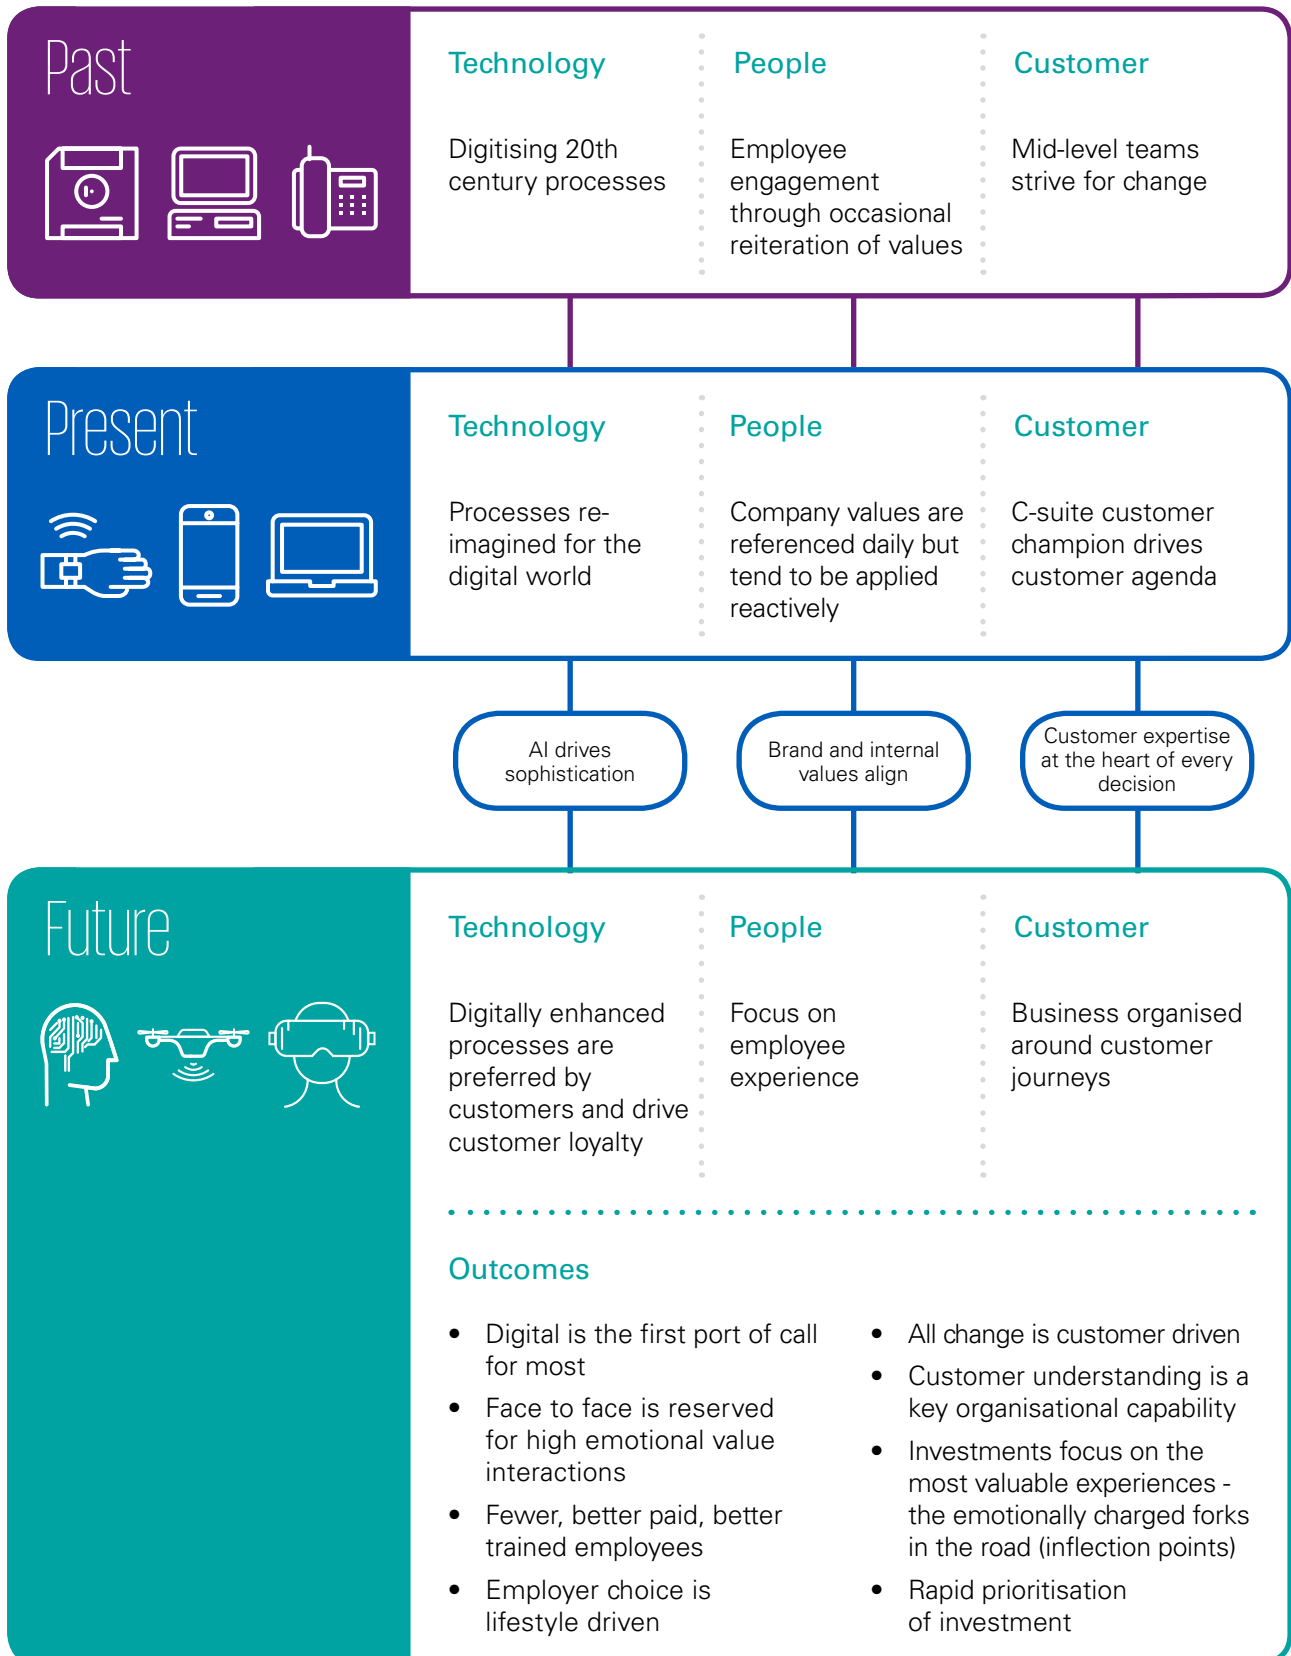 Past
Technology
Digitising 20th
century processes
People
Employee
engagement
through occasional
reiteration of values
Customer
Mid-level teams
strive for change
Present
Technology
Processes re-
imagined for the
digital world
People
Company values are
referenced daily but
tend to be applied
reactively
Customer
C-suite customer
champion drives
customer agenda
AI drives
sophistication
Brand and internal
values align
Customer expertise
at the heart of every
decision
Future
Technology
Digitally enhanced
processes are
preferred by
customers and drive
customer loyalty
People
Focus on
employee
experience
Customer
Business organised
around customer
journeys
Outcomes
• Digital is the first port of call
for most
• Face to face is reserved
for high emotional value
interactions
• Fewer, better paid, better
trained employees
• Employer choice is
lifestyle driven
• All change is customer driven
• Customer understanding is a
key organisational capability
• Investments focus on the
most valuable experiences -
the emotionally charged forks
in the road (inflection points)
• Rapid prioritisation
of investment